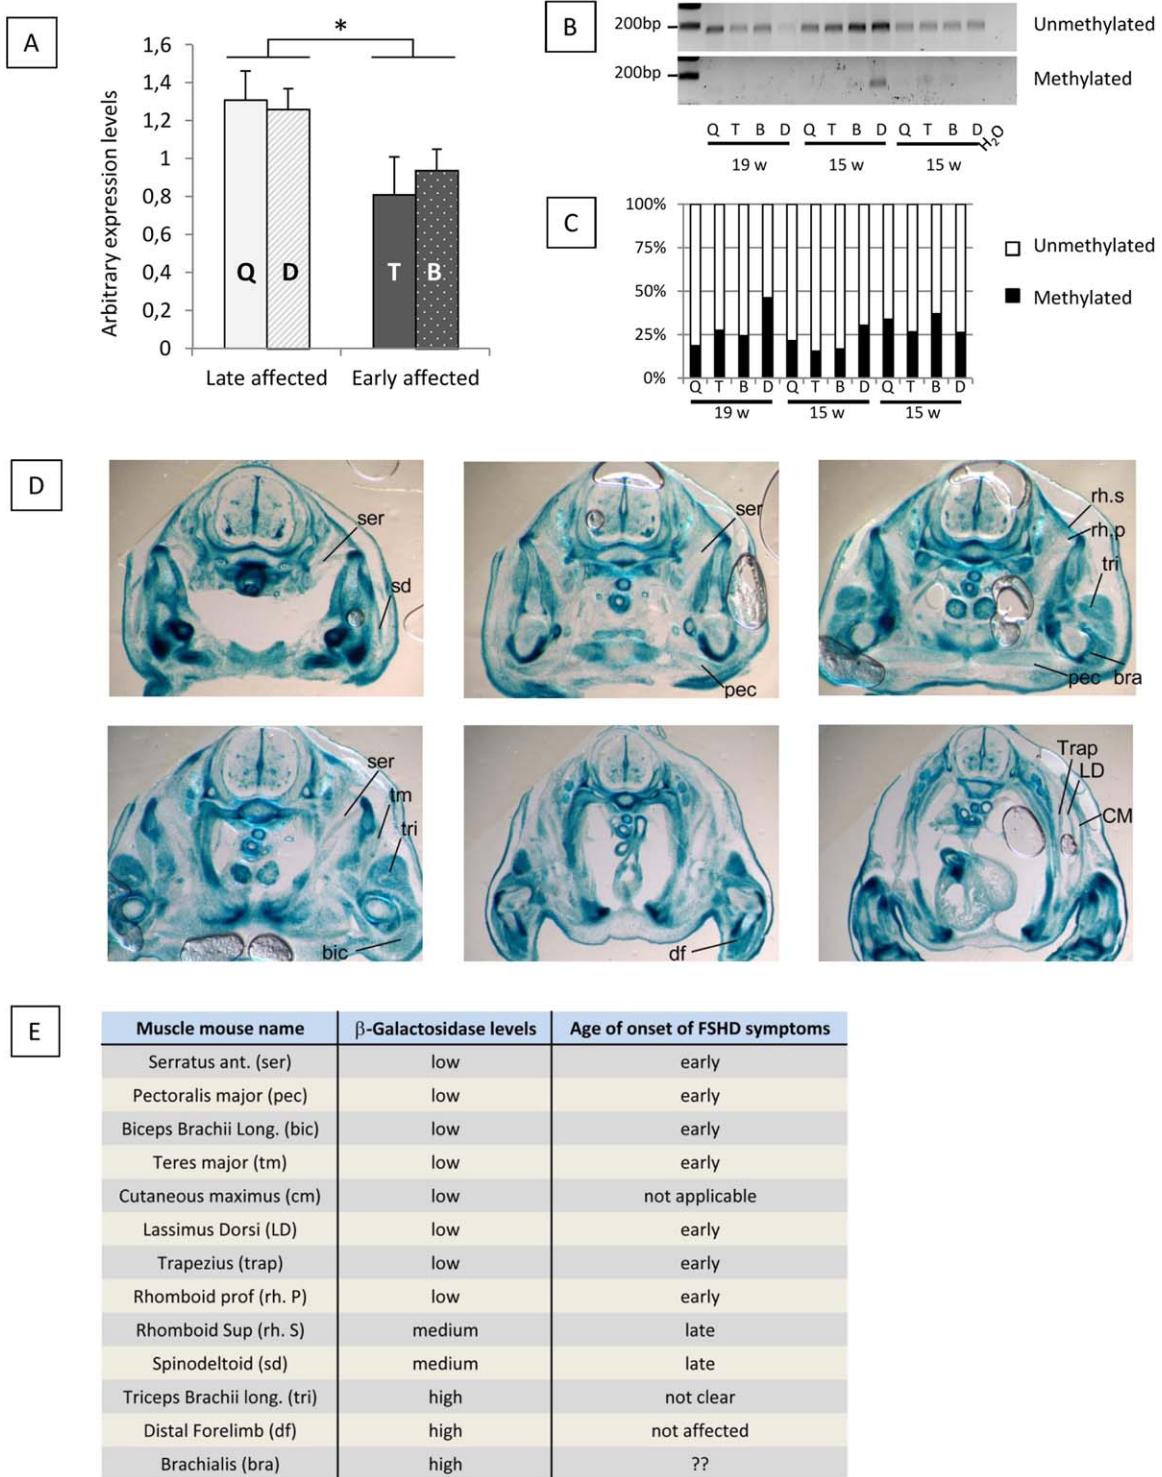 A
Arbitrary expression levels
1,6
1,4
1,2
1
0,8
0,6
0,4
0,2
0
*
Q D T B
Late affected Early affected
B
200bp Unmethylated
200bp Methylated
Q T B D Q T B D Q T B D H₂O
19 w 15 w 15 w
C
100%
75%
50%
25%
0%
Unmethylated
Methylated
Q T B D Q T B D Q T B D
19 w 15 w 15 w
D
ser
sd
ser
pec
rh.s
rh.p
tri
pec bra
ser
tm
tri
bic
df
Trap
LD
CM
E
Muscle mouse name β-Galactosidase levels Age of onset of FSHD symptoms
Serratus ant. (ser) low early
Pectoralis major (pec) low early
Biceps Brachii Long. (bic) low early
Teres major (tm) low early
Cutaneous maximus (cm) low not applicable
Lassimus Dorsi (LD) low early
Trapezius (trap) low early
Rhomboid prof (rh. P) low early
Rhomboid Sup (rh. S) medium late
Spinodeltoid (sd) medium late
Triceps Brachii long. (tri) high not clear
Distal Forelimb (df) high not affected
Brachialis (bra) high ??